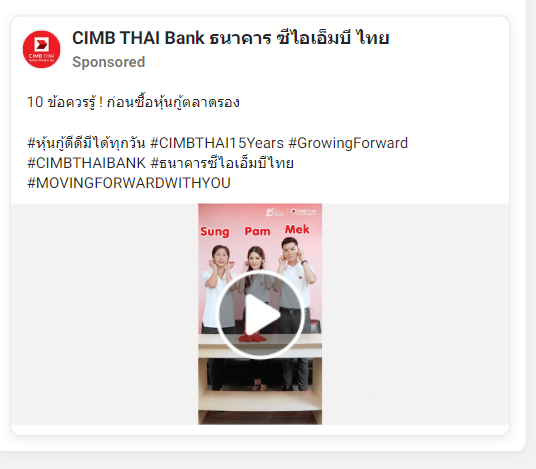 CIMB THAI Bank ธนาคาร ซีไอเอ็มบี ไทย
Sponsored
CIMB THAI
10 ข้อควรรู้ ! ก่อนซื้อหุ้นกู้ตลาดรอง
#หุ้นกู้ดีดีมีได้ทุกวัน #CIMBTHAI15Years #GrowingForward
#CIMBTHAIBANK #ธนาคารซีไอเอ็มบีไทย
#MOVINGFORWARDWITHYOU
CIMB THAI
Sung Pam Mek